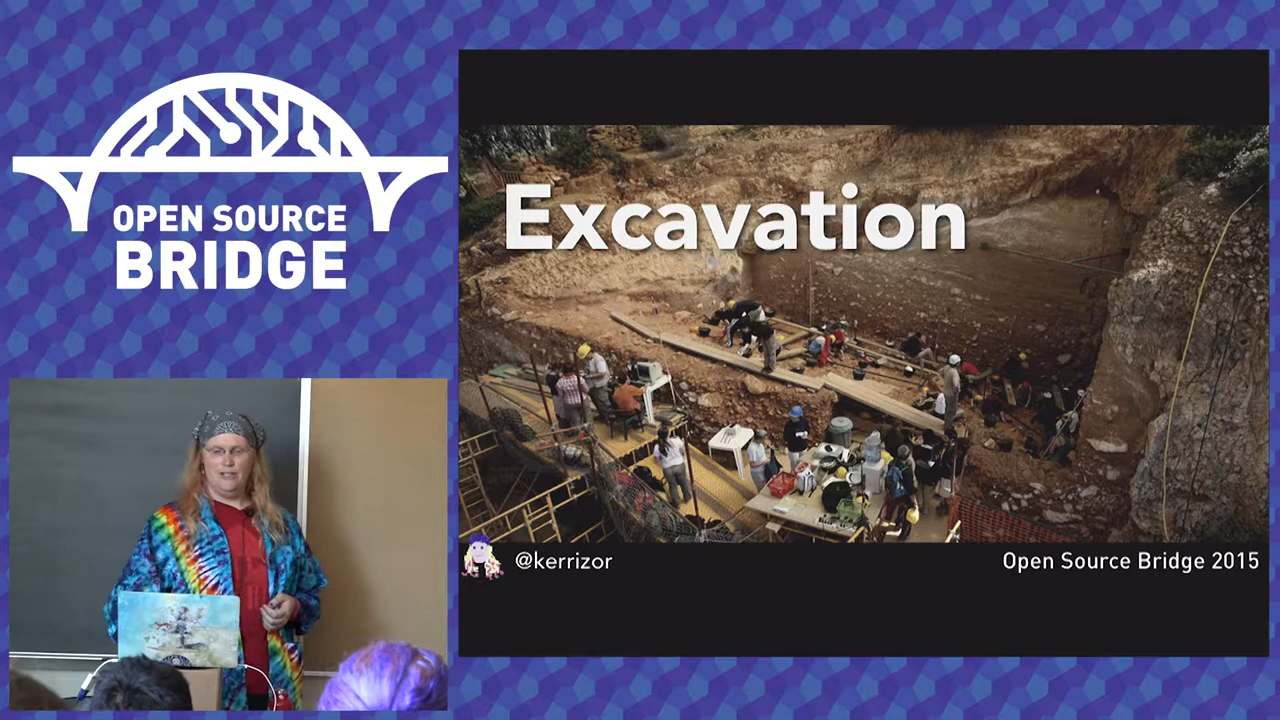 OPEN SOURCE
BRIDGE
Excavation
@kerrizor
Open Source Bridge 2015